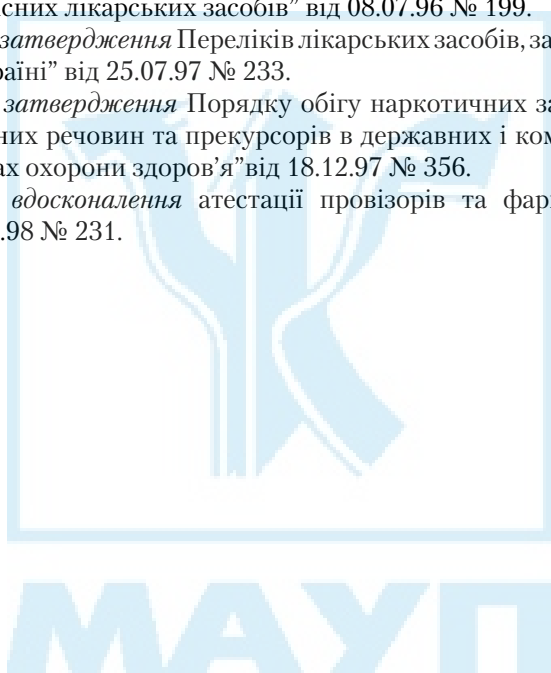 існих лікарських засобів” від 08.07.96 № 199.
затвердження Переліків лікарських засобів, за
раїні” від 25.07.97 № 233.
затвердження Порядку обігу наркотичних за
них речовин та прекурсорів в державних і ком
ах охорони здоров’я”від 18.12.97 № 356.
вдосконалення атестації провізорів та фар
.98 № 231.
МАУП